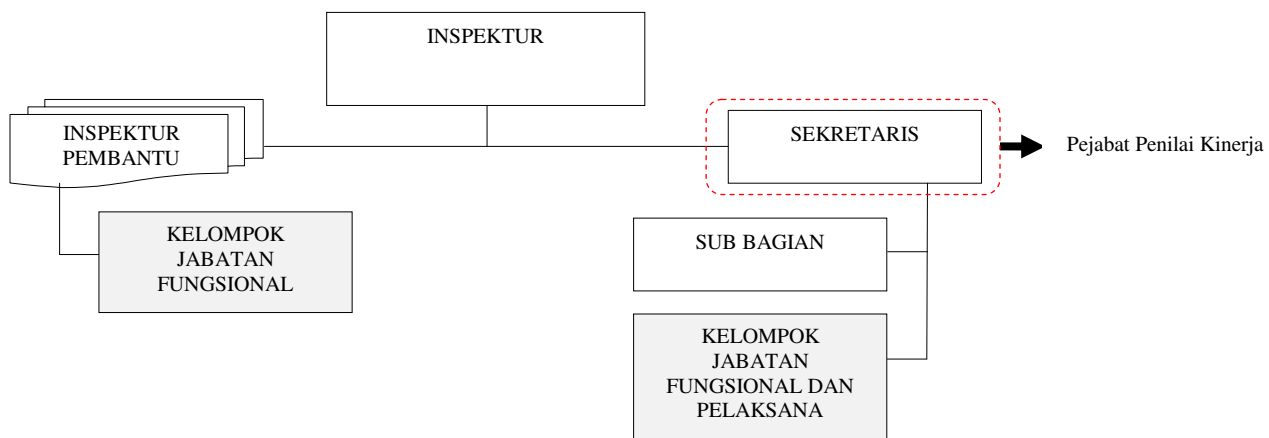 INSPEKTUR
INSPEKTUR
PEMBANTU
SEKRETARIS
Pejabat Penilai Kinerja
KELOMPOK
JABATAN
FUNGSIONAL
SUB BAGIAN
KELOMPOK
JABATAN
FUNGSIONAL DAN
PELAKSANA